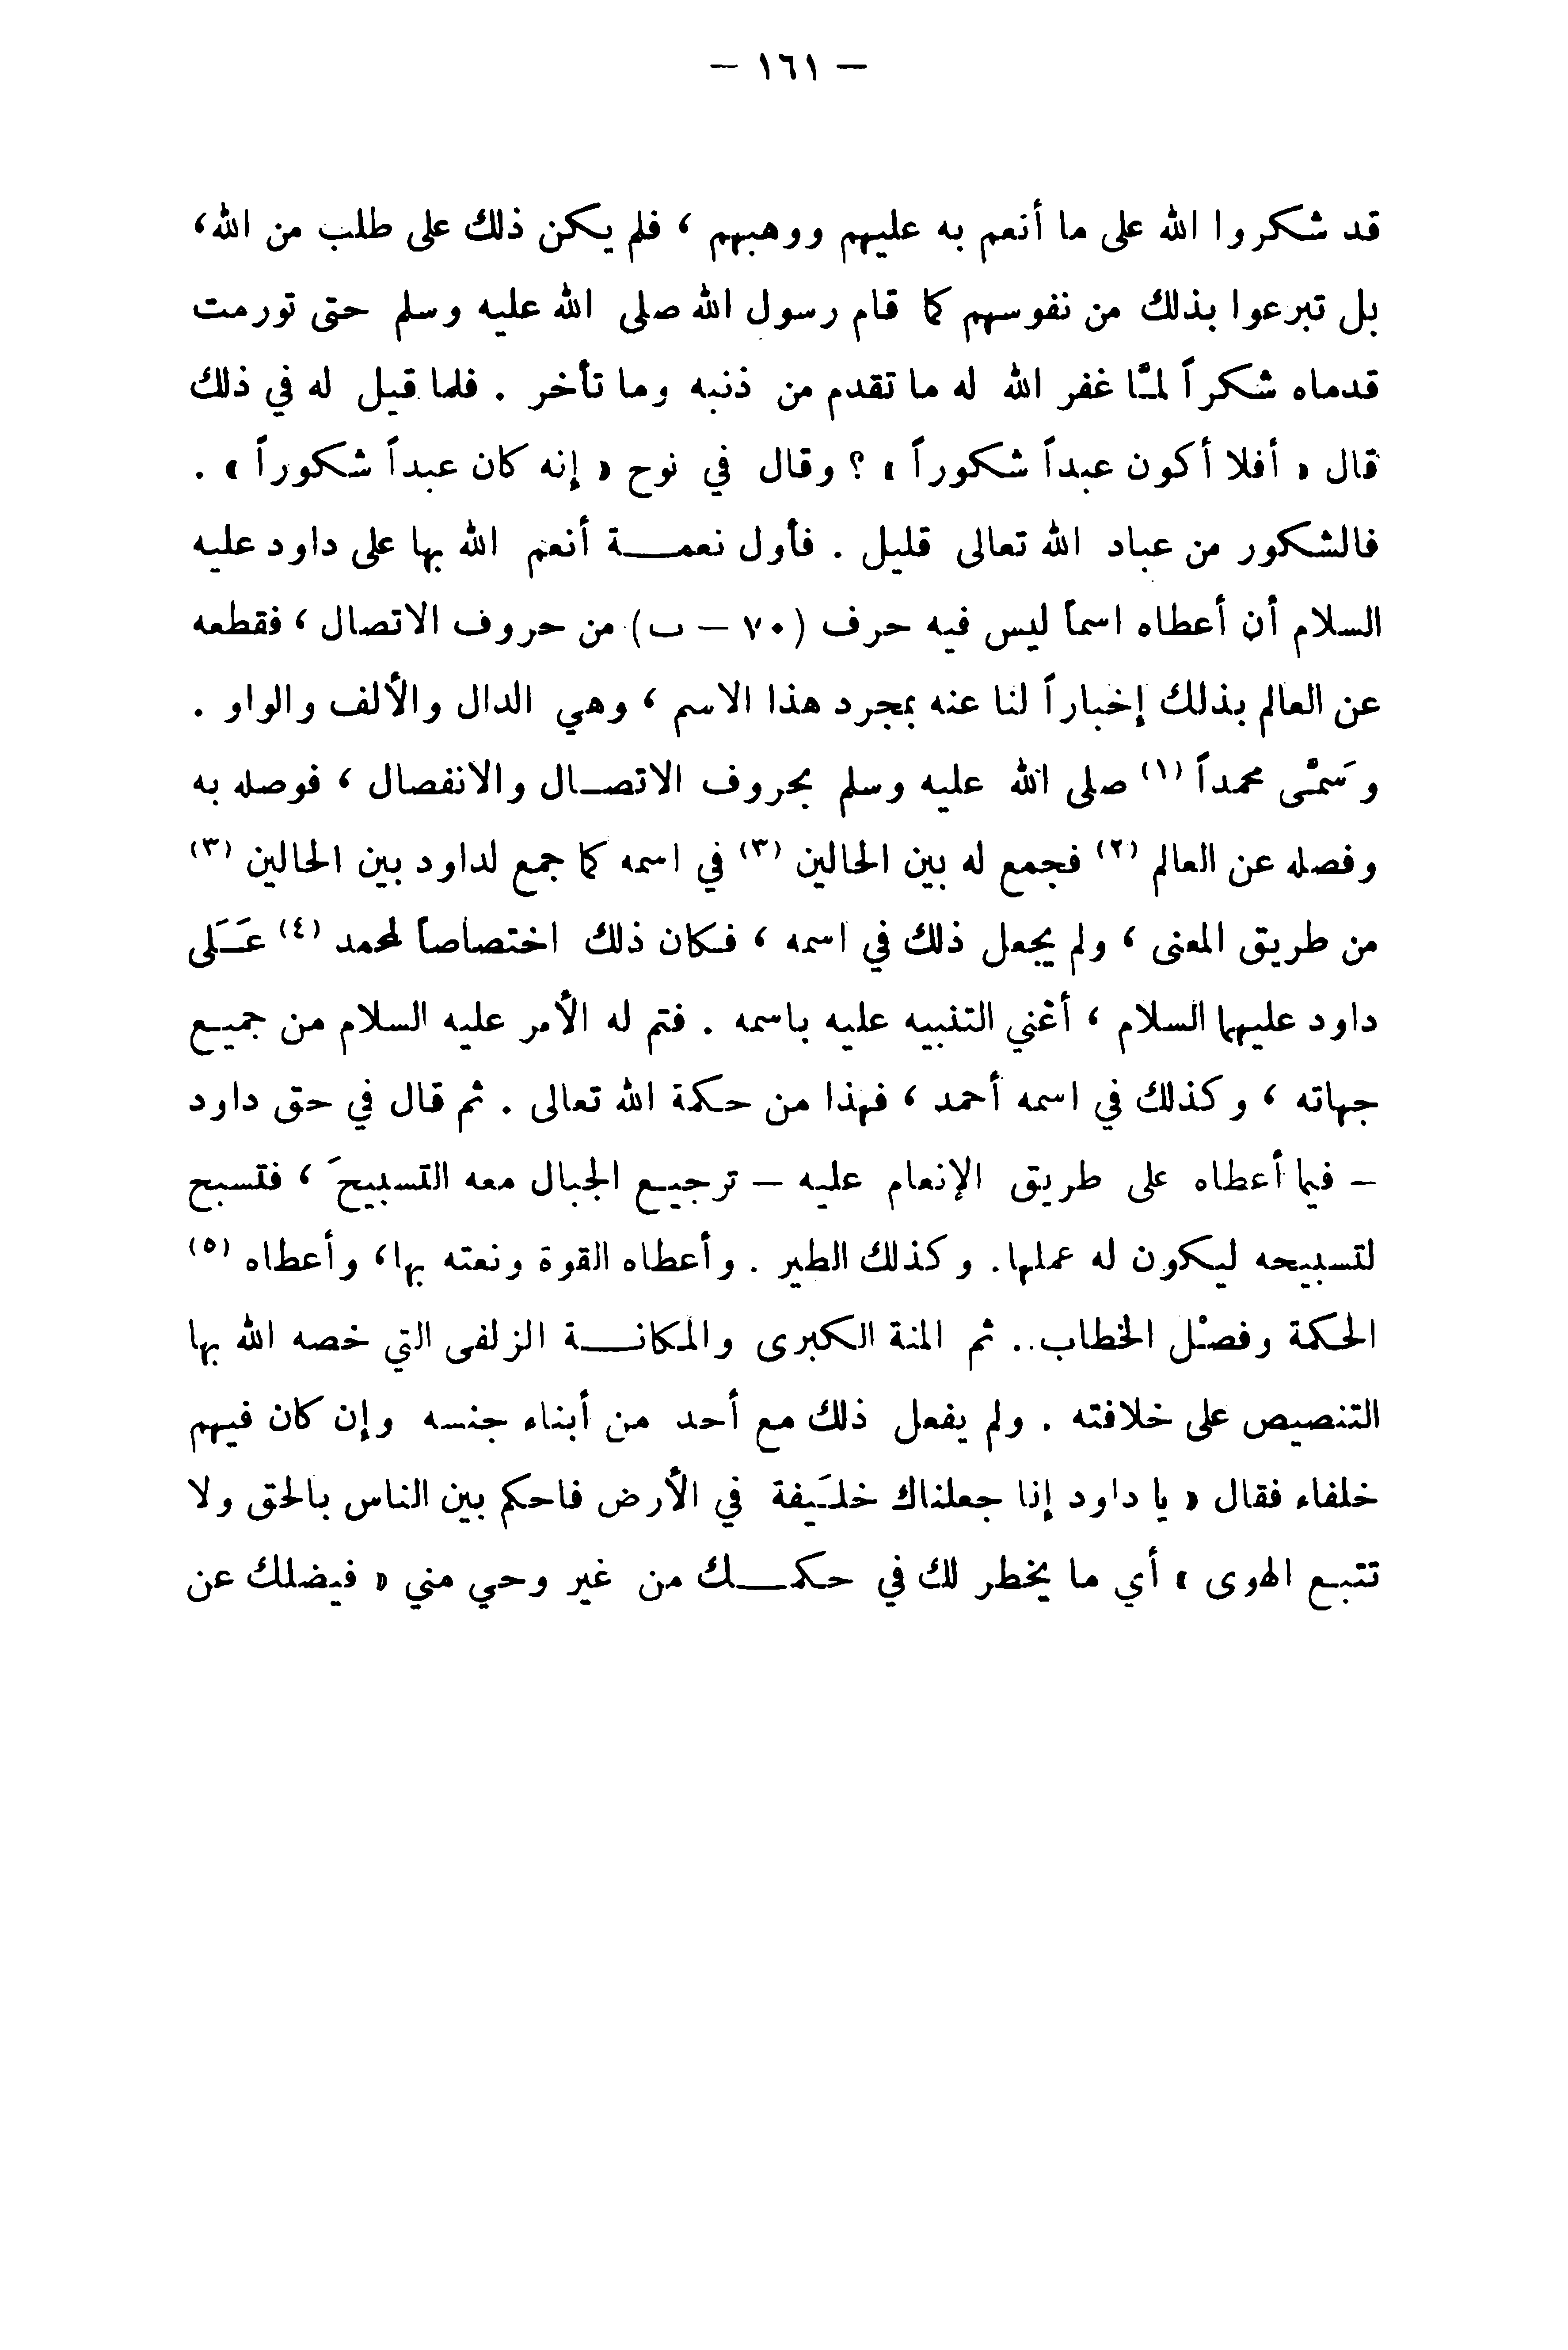 — ١٦١ —
قد شكروا الله على ما أنعم به عليهم ووهبهم ، فلم يكن ذلك على طلب من الله،
بل تبرعوا بذلك من نفوسهم كما قام رسول الله صلى الله عليه وسلم حتى تورمت
قدماه شكراً لمَّا غفر الله له ما تقدم من ذنبه وما تأخر . فلما قيل له في ذلك
قال « أفلا أكون عبداً شكوراً » ؟ وقال في نوح « إنه كان عبداً شكوراً » .
فالشكور من عباد الله تعالى قليل . فأول نعمـــة أنعم الله بها على داود عليه
السلام أن أعطاه اسماً ليس فيه حرف (٧٠ — ب) من حروف الاتصال ، فقطعه
عن العالم بذلك إخباراً لنا عنه بمجرد هذا الاسم ، وهي الدال والألف والواو .
وسَمَّى محمداً (١) صلى الله عليه وسلم بحروف الاتصـال والانفصال ، فوصله به
وفصله عن العالم (٢) فجمع له بين الحالين (٣) في اسمه كما جمع لداود بين الحالين (٣)
من طريق المعنى ، ولم يجعل ذلك في اسمه ، فكان ذلك اختصاصاً لمحمد (٤) عَـلَى
داود عليهما السلام ، أعْني التنبيه عليه باسمه . فتم له الأمر عليه السلام من جميع
جهاته ، وكذلك في اسمه أحمد ، فهذا من حكمة الله تعالى . ثم قال في حق داود
— فيما أعطاه على طريق الإنعام عليه — ترجيع الجبال معه التسبيحَ ، فتسبح
لتسبيحه ليكون له عملها. وكذلك الطير . وأعطاه القوة ونعته بها، وأعطاه (٥)
الحكمة وفصْل الخطاب.. ثم المنة الكبرى والمكانـــة الزلفى التي خصه الله بها
التنصيص على خلافته . ولم يفعل ذلك مع أحد من أبناء جنسه وإن كان فيهم
خلفاء فقال « يا داود إنا جعلناك خلَيفة في الأرض فاحكم بين الناس بالحق ولا
تتبع الهوى » أي ما يخطر لك في حكمـــك من غير وحي مني « فيضلك عن